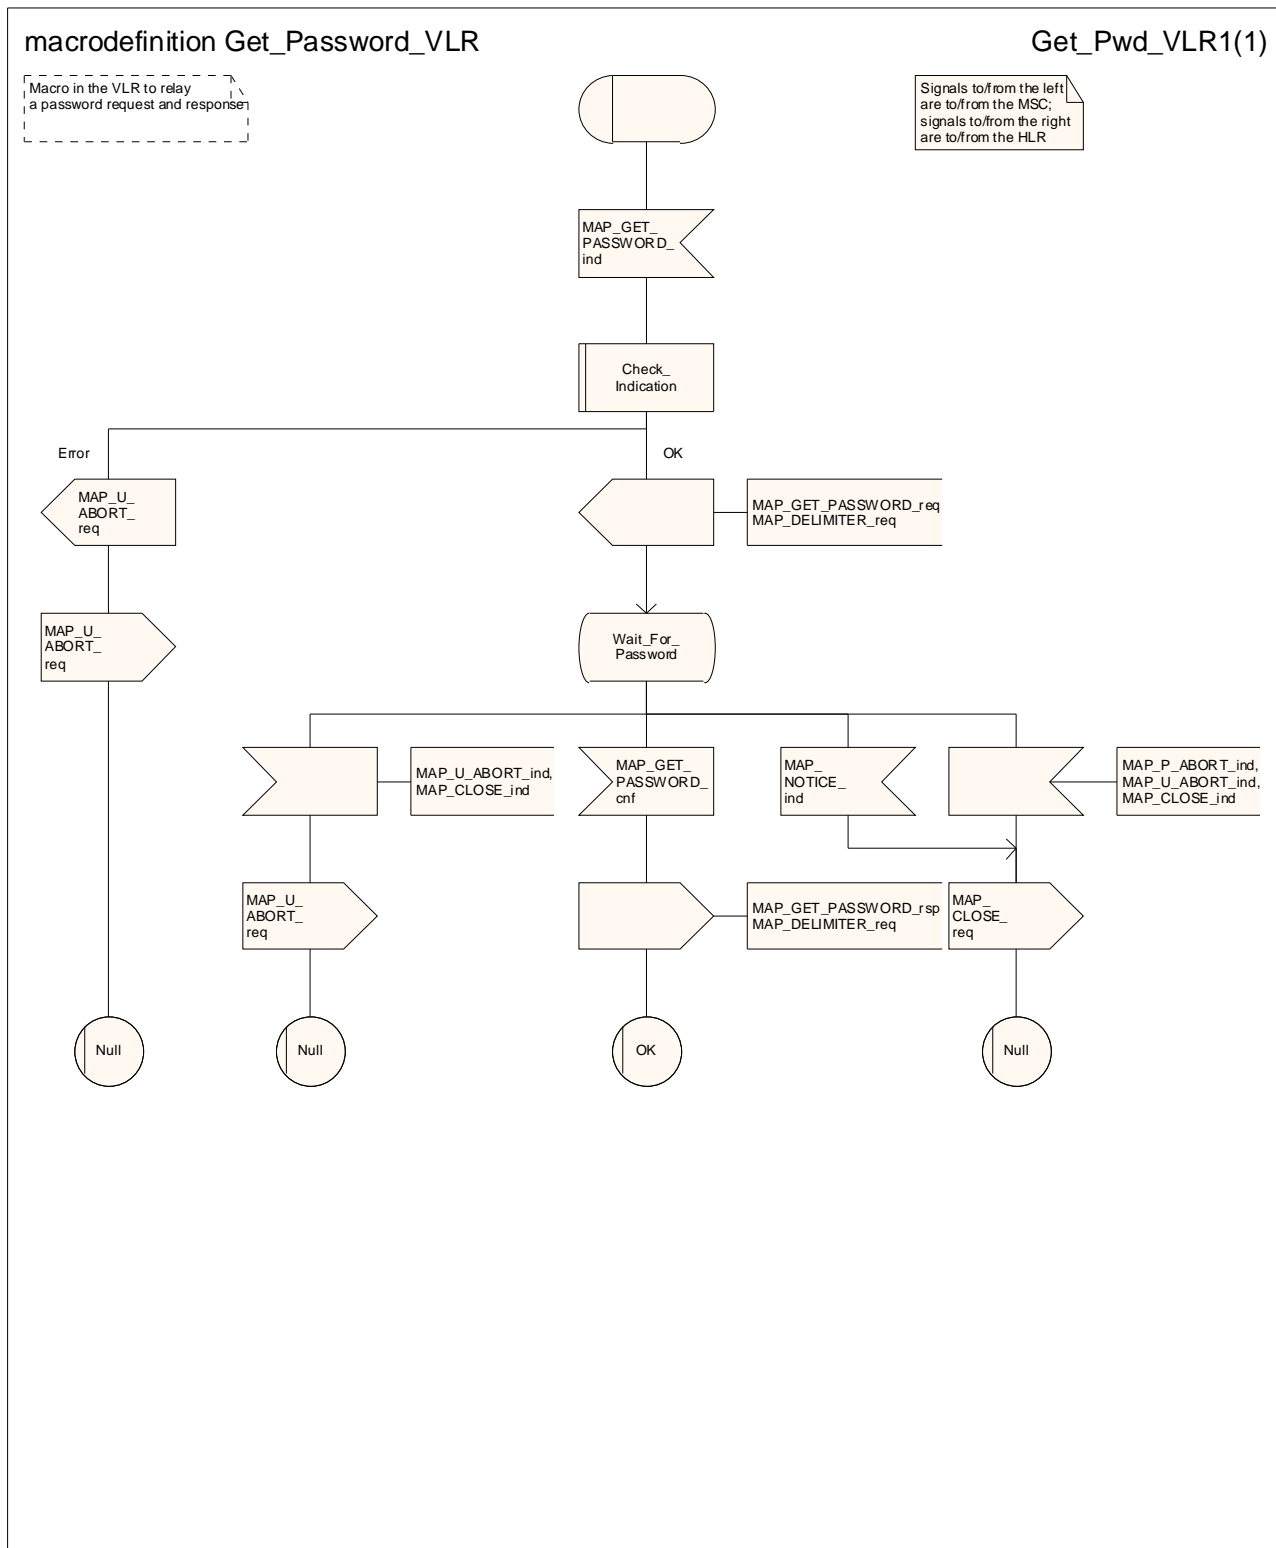 macrodefinition Get_Password_VLR
Get_Pwd_VLR1(1)
Macro in the VLR to relay
a password request and response
Signals to/from the left
are to/from the MSC;
signals to/from the right
are to/from the HLR
MAP_GET_
PASSWORD_
ind
Check_
Indication
Error
OK
MAP_U_
ABORT_
req
MAP_GET_PASSWORD_req
MAP_DELIMITER_req
MAP_U_
ABORT_
req
Wait_For_
Password
MAP_U_ABORT_ind,
MAP_CLOSE_ind
MAP_GET_
PASSWORD_
cnf
MAP_
NOTICE_
ind
MAP_P_ABORT_ind,
MAP_U_ABORT_ind,
MAP_CLOSE_ind
MAP_U_
ABORT_
req
MAP_GET_PASSWORD_rsp
MAP_DELIMITER_req
MAP_
CLOSE_
req
Null
Null
OK
Null